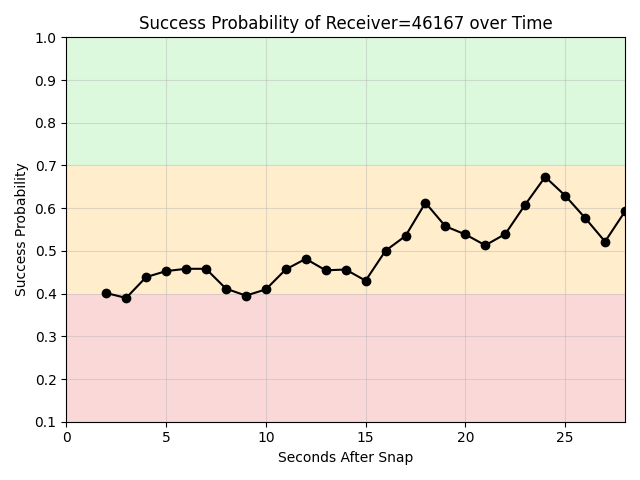 Success Probability of Receiver=46167 over Time
1.0
0.9
0.8
0.7
0.6
0.5
0.4
0.3
0.2
0.1
Success Probability
0 5 10 15 20 25
Seconds After Snap